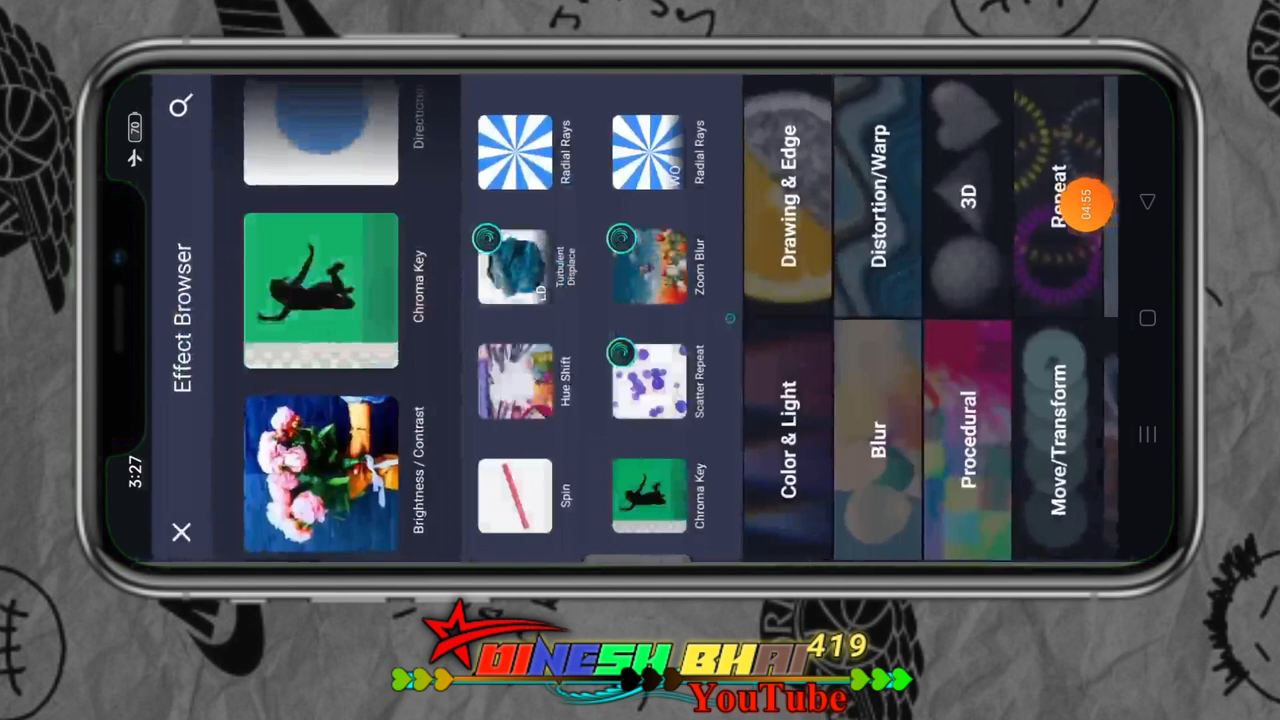 3:27
70
Effect Browser
Brightness / Contrast
Chroma Key
Spin
Hue Shift
Turbulent
Displace
Radial Rays
Chroma Key
Scatter Repeat
Zoom Blur
Radial Rays
Color & Light
Drawing & Edge
Blur
Distortion/Warp
Procedural
3D
Move/Transform
Repeat
04:55
DINESH BHAI 419
YouTube